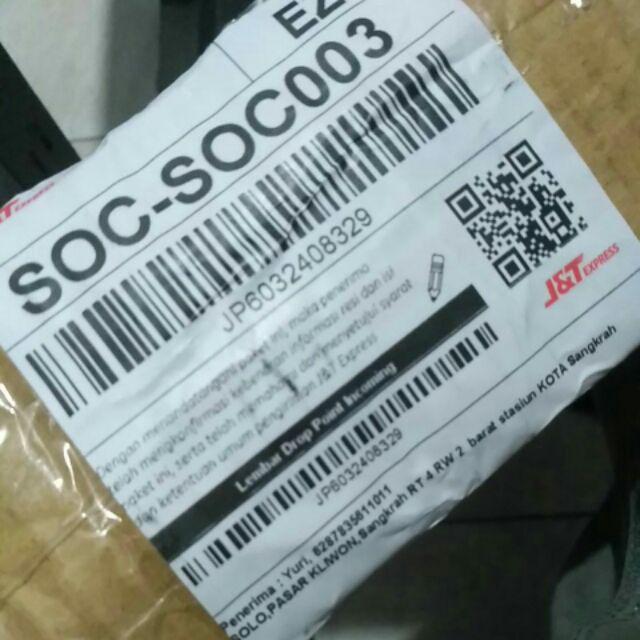 EZ
J&T EXPRESS
SOC-SOC003
JP6032408329
Dengan menandatangani paket ini, maka penerima
telah mengkonfirmasi kebenaran informasi resi dan isi
paket ini, serta telah memahami dan menyetujui syarat
dan ketentuan umum pengiriman J&T Express
J&T EXPRESS
Lembar Drop Point Incoming
JP6032408329
Penerima : Yuri, 6287835611011
SOLO,PASAR KLIWON,Sangkrah RT 4 RW 2 barat stasiun KOTA Sangkrah